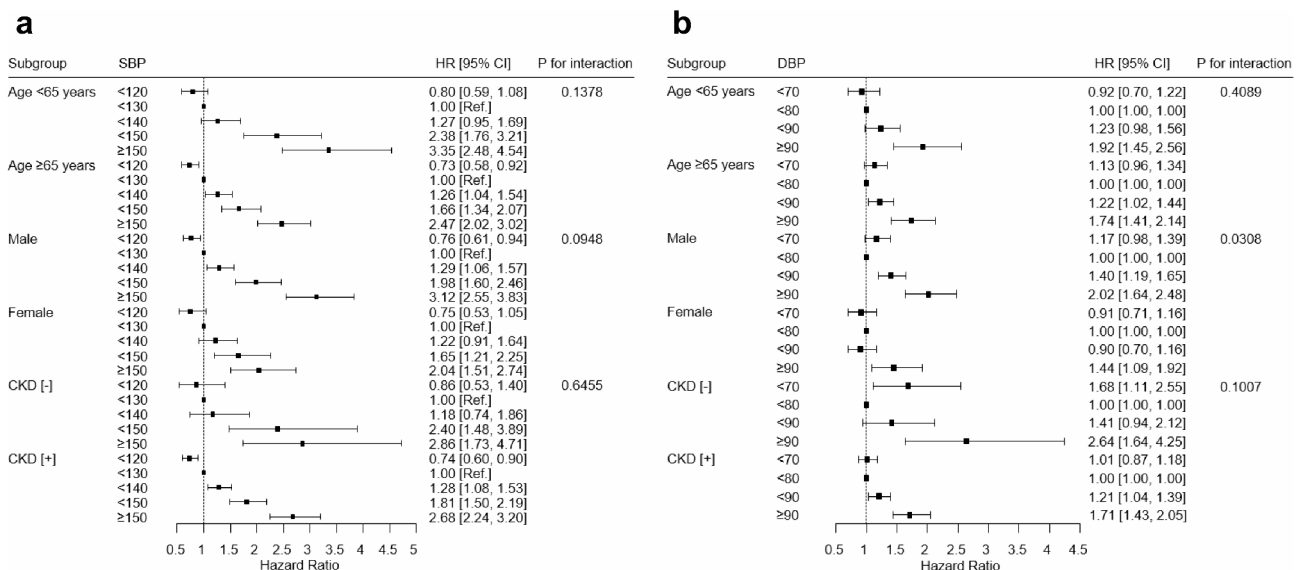 a
Subgroup SBP HR [95% CI] P for interaction
Age <65 years <120 0.80 [0.59, 1.08] 0.1378
<130 1.00 [Ref.]
<140 1.27 [0.95, 1.69]
<150 2.38 [1.76, 3.21]
≥150 3.35 [2.48, 4.54]
Age ≥65 years <120 0.73 [0.58, 0.92]
<130 1.00 [Ref.]
<140 1.26 [1.04, 1.54]
<150 1.66 [1.34, 2.07]
≥150 2.47 [2.02, 3.02]
Male <120 0.76 [0.61, 0.94] 0.0948
<130 1.00 [Ref.]
<140 1.29 [1.06, 1.57]
<150 1.98 [1.60, 2.46]
≥150 3.12 [2.55, 3.83]
Female <120 0.75 [0.53, 1.05]
<130 1.00 [Ref.]
<140 1.22 [0.91, 1.64]
<150 1.65 [1.21, 2.25]
≥150 2.04 [1.51, 2.74]
CKD [-] <120 0.86 [0.53, 1.40] 0.6455
<130 1.00 [Ref.]
<140 1.18 [0.74, 1.86]
<150 2.40 [1.48, 3.89]
≥150 2.86 [1.73, 4.71]
CKD [+] <120 0.74 [0.60, 0.90]
<130 1.00 [Ref.]
<140 1.28 [1.08, 1.53]
<150 1.81 [1.50, 2.19]
≥150 2.68 [2.24, 3.20]
0.5 1 1.5 2 2.5 3 3.5 4 4.5 5
Hazard Ratio
b
Subgroup DBP HR [95% CI] P for interaction
Age <65 years <70 0.92 [0.70, 1.22] 0.4089
<80 1.00 [1.00, 1.00]
<90 1.23 [0.98, 1.56]
≥90 1.92 [1.45, 2.56]
Age ≥65 years <70 1.13 [0.96, 1.34]
<80 1.00 [1.00, 1.00]
<90 1.22 [1.02, 1.44]
≥90 1.74 [1.41, 2.14]
Male <70 1.17 [0.98, 1.39] 0.0308
<80 1.00 [1.00, 1.00]
<90 1.40 [1.19, 1.65]
≥90 2.02 [1.64, 2.48]
Female <70 0.91 [0.71, 1.16]
<80 1.00 [1.00, 1.00]
<90 0.90 [0.70, 1.16]
≥90 1.44 [1.09, 1.92]
CKD [-] <70 1.68 [1.11, 2.55] 0.1007
<80 1.00 [1.00, 1.00]
<90 1.41 [0.94, 2.12]
≥90 2.64 [1.64, 4.25]
CKD [+] <70 1.01 [0.87, 1.18]
<80 1.00 [1.00, 1.00]
<90 1.21 [1.04, 1.39]
≥90 1.71 [1.43, 2.05]
0.5 1 1.5 2 2.5 3 3.5 4 4.5
Hazard Ratio